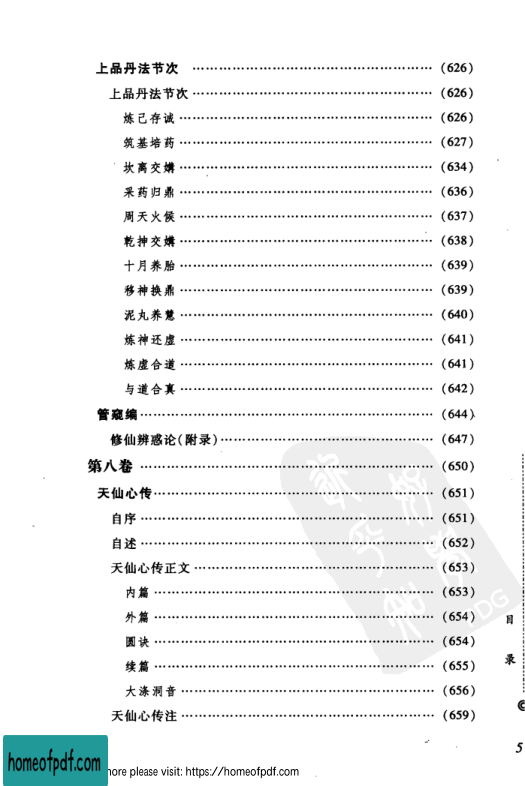 上品丹法节次 ……………………………………… (626)
上品丹法节次 ……………………………………… (626)
炼己存诚 ……………………………………… (626)
筑基培药 ……………………………………… (627)
坎离交媾 ……………………………………… (634)
采药归鼎 ……………………………………… (636)
周天火候 ……………………………………… (637)
乾坤交媾 ……………………………………… (638)
十月养胎 ……………………………………… (639)
移神换鼎 ……………………………………… (639)
泥丸养慧 ……………………………………… (640)
炼神还虚 ……………………………………… (641)
炼虚合道 ……………………………………… (641)
与道合真 ……………………………………… (642)
管窥编 ……………………………………… (644)
修仙辨惑论(附录) ……………………………………… (647)
第八卷 ……………………………………… (650)
天仙心传 ……………………………………… (651)
自序 ……………………………………… (651)
自述 ……………………………………… (652)
天仙心传正文 ……………………………………… (653)
内篇 ……………………………………… (653)
外篇 ……………………………………… (654)
圆诀 ……………………………………… (654)
续篇 ……………………………………… (655)
大涤洞音 ……………………………………… (656)
天仙心传注 ……………………………………… (659)
目
录
5
homeofpdf.com
more please visit: https://homeofpdf.com